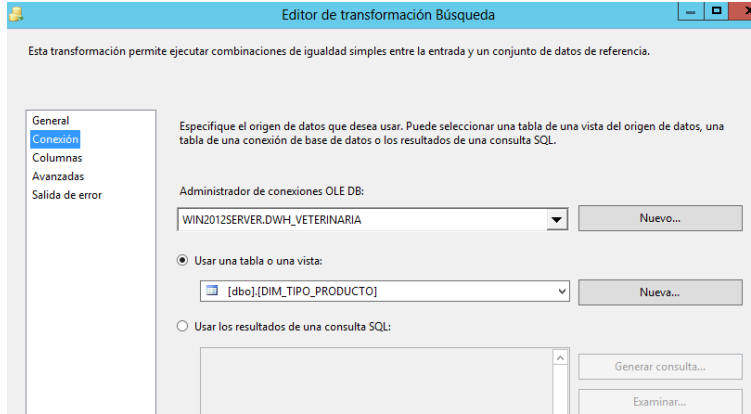 Editor de transformación Búsqueda
Esta transformación permite ejecutar combinaciones de igualdad simples entre la entrada y un conjunto de datos de referencia.
General
Conexión
Columnas
Avanzadas
Salida de error
Especifique el origen de datos que desea usar. Puede seleccionar una tabla de una vista del origen de datos, una
tabla de una conexión de base de datos o los resultados de una consulta SQL.
Administrador de conexiones OLE DB:
WIN2012SERVER.DWH_VETERINARIA
Nuevo...
Usar una tabla o una vista:
[dbo].[DIM_TIPO_PRODUCTO]
Nueva...
Usar los resultados de una consulta SQL:
Generar consulta...
Examinar...